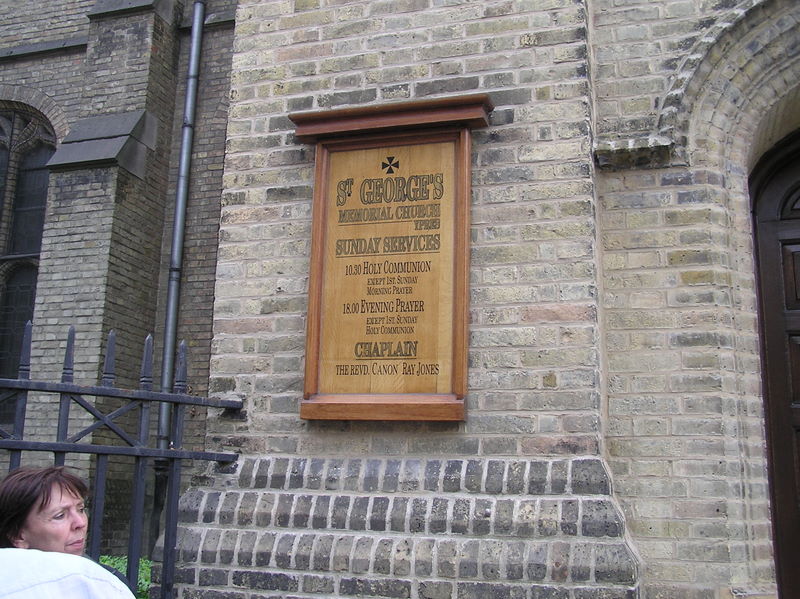 ST GEORGE'S
MEMORIAL CHURCH
YPRES
SUNDAY SERVICES
10.30 HOLY COMMUNION
EXCEPT 1ST. SUNDAY
MORNING PRAYER
18.00 EVENING PRAYER
EXCEPT 1ST. SUNDAY
HOLY COMMUNION
CHAPLAIN
THE REVD. CANON RAY JONES